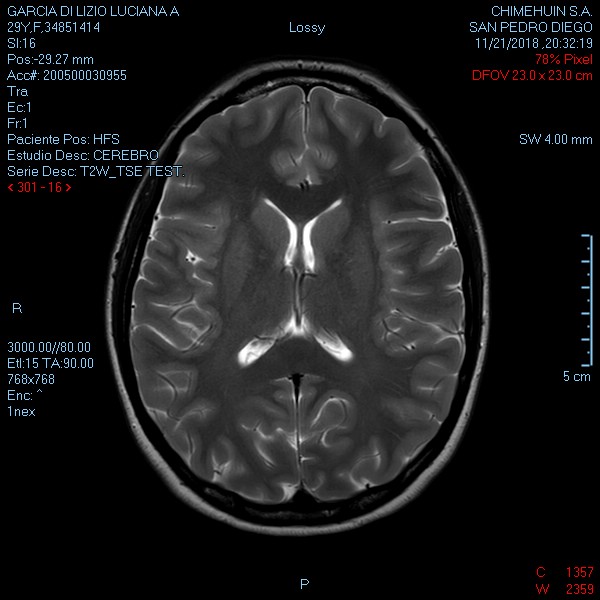 GARCIA DI LIZIO LUCIANA A
29Y,F,34851414
Sl:16
Pos:-29.27 mm
Acc#: 200500030955
Tra
Ec:1
Fr:1
Paciente Pos: HFS
Estudio Desc: CEREBRO
Serie Desc: T2W_TSE TEST.
< 301 - 16 >
Lossy
CHIMEHUIN S.A.
SAN PEDRO DIEGO
11/21/2018 ,20:32:19
78% Pixel
DFOV 23.0 x 23.0 cm
SW 4.00 mm
R
5 cm
3000.00//80.00
Etl:15 TA:90.00
768x768
Enc: ^
1nex
P
C 1357
W 2359